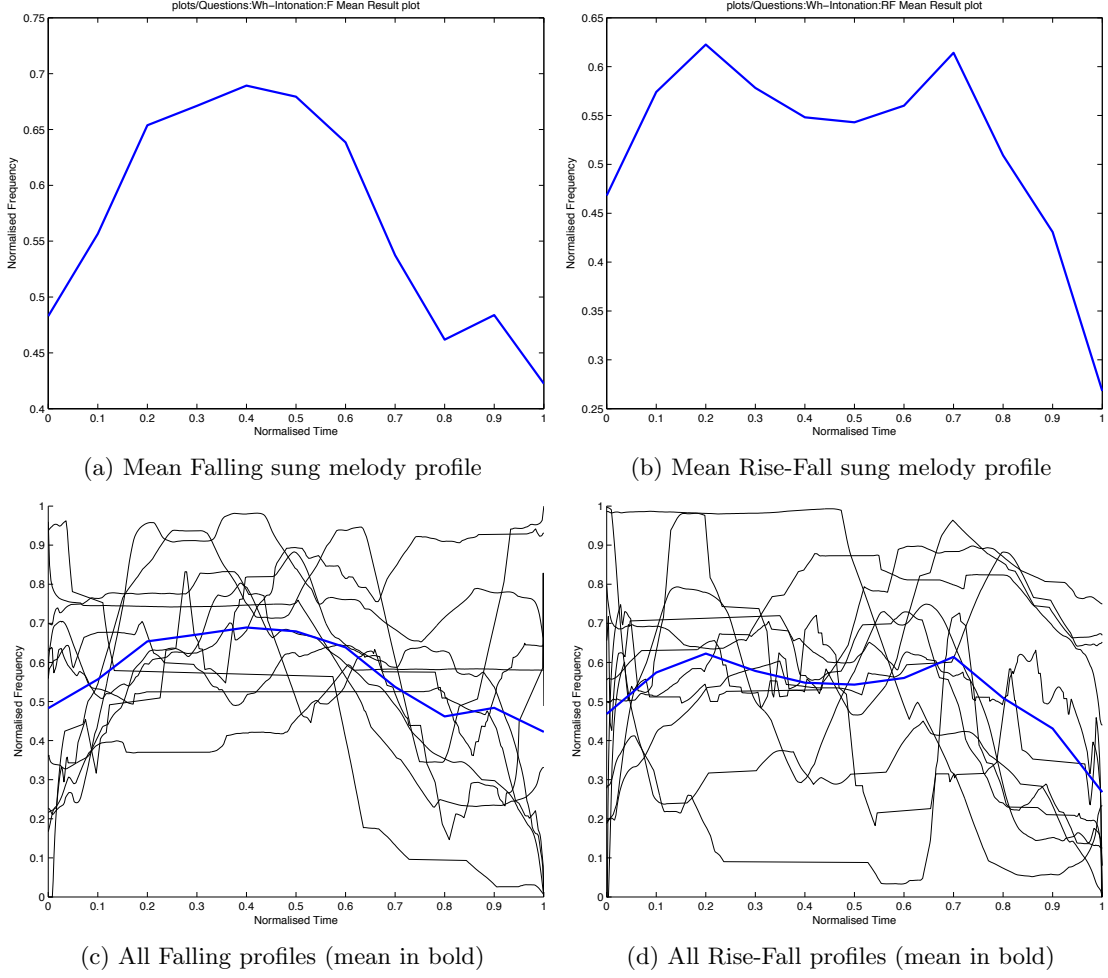 plots/Questions:Wh−Intonation:F Mean Result plot
0.75
0.7
0.65
0.6
0.55
0.5
0.45
0.4
Normalised Frequency
0 0.1 0.2 0.3 0.4 0.5 0.6 0.7 0.8 0.9 1
Normalised Time
(a) Mean Falling sung melody profile
plots/Questions:Wh−Intonation:RF Mean Result plot
0.65
0.6
0.55
0.5
0.45
0.4
0.35
0.3
0.25
Normalised Frequency
0 0.1 0.2 0.3 0.4 0.5 0.6 0.7 0.8 0.9 1
Normalised Time
(b) Mean Rise-Fall sung melody profile
1
0.9
0.8
0.7
0.6
0.5
0.4
0.3
0.2
0.1
0
Normalised Frequency
0 0.1 0.2 0.3 0.4 0.5 0.6 0.7 0.8 0.9 1
Normalised Time
(c) All Falling profiles (mean in bold)
1
0.9
0.8
0.7
0.6
0.5
0.4
0.3
0.2
0.1
0
Normalised Frequency
0 0.1 0.2 0.3 0.4 0.5 0.6 0.7 0.8 0.9 1
Normalised Time
(d) All Rise-Fall profiles (mean in bold)